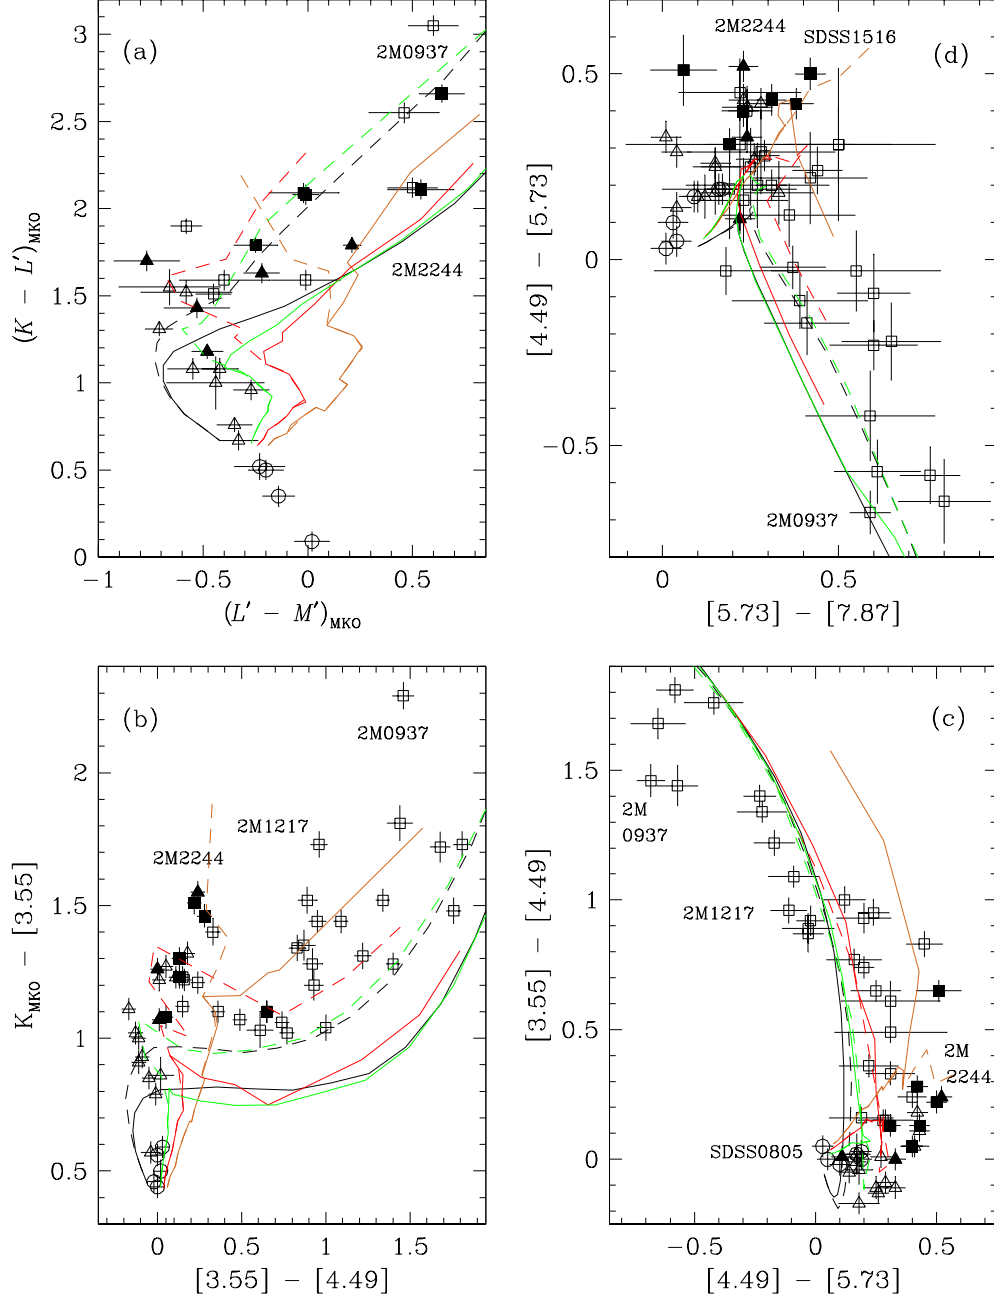 (a)
2M0937
2M2244
3
2.5
2
1.5
1
0.5
0
(K − L′)MKO
−1
−0.5
0
0.5
(L′ − M′)MKO
(d)
2M2244
SDSS1516
2M0937
0.5
0
−0.5
[4.49] − [5.73]
0
0.5
[5.73] − [7.87]
(b)
2M0937
2M1217
2M2244
2
1.5
1
0.5
KMKO − [3.55]
0
0.5
1
1.5
[3.55] − [4.49]
(c)
2M
0937
2M1217
2M
2244
SDSS0805
1.5
1
0.5
0
[3.55] − [4.49]
−0.5
0
0.5
[4.49] − [5.73]